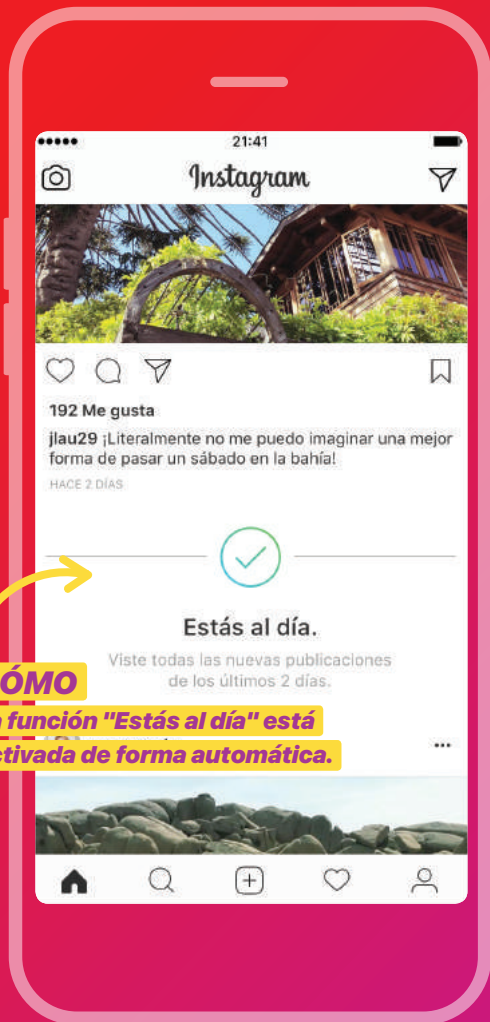 21:41
Instagram
192 Me gusta
jlau29 ¡Literalmente no me puedo imaginar una mejor
forma de pasar un sábado en la bahía!
HACE 2 DÍAS
Estás al día.
Viste todas las nuevas publicaciones
de los últimos 2 días.
ÓMO
función "Estás al día" está
ctivada de forma automática.